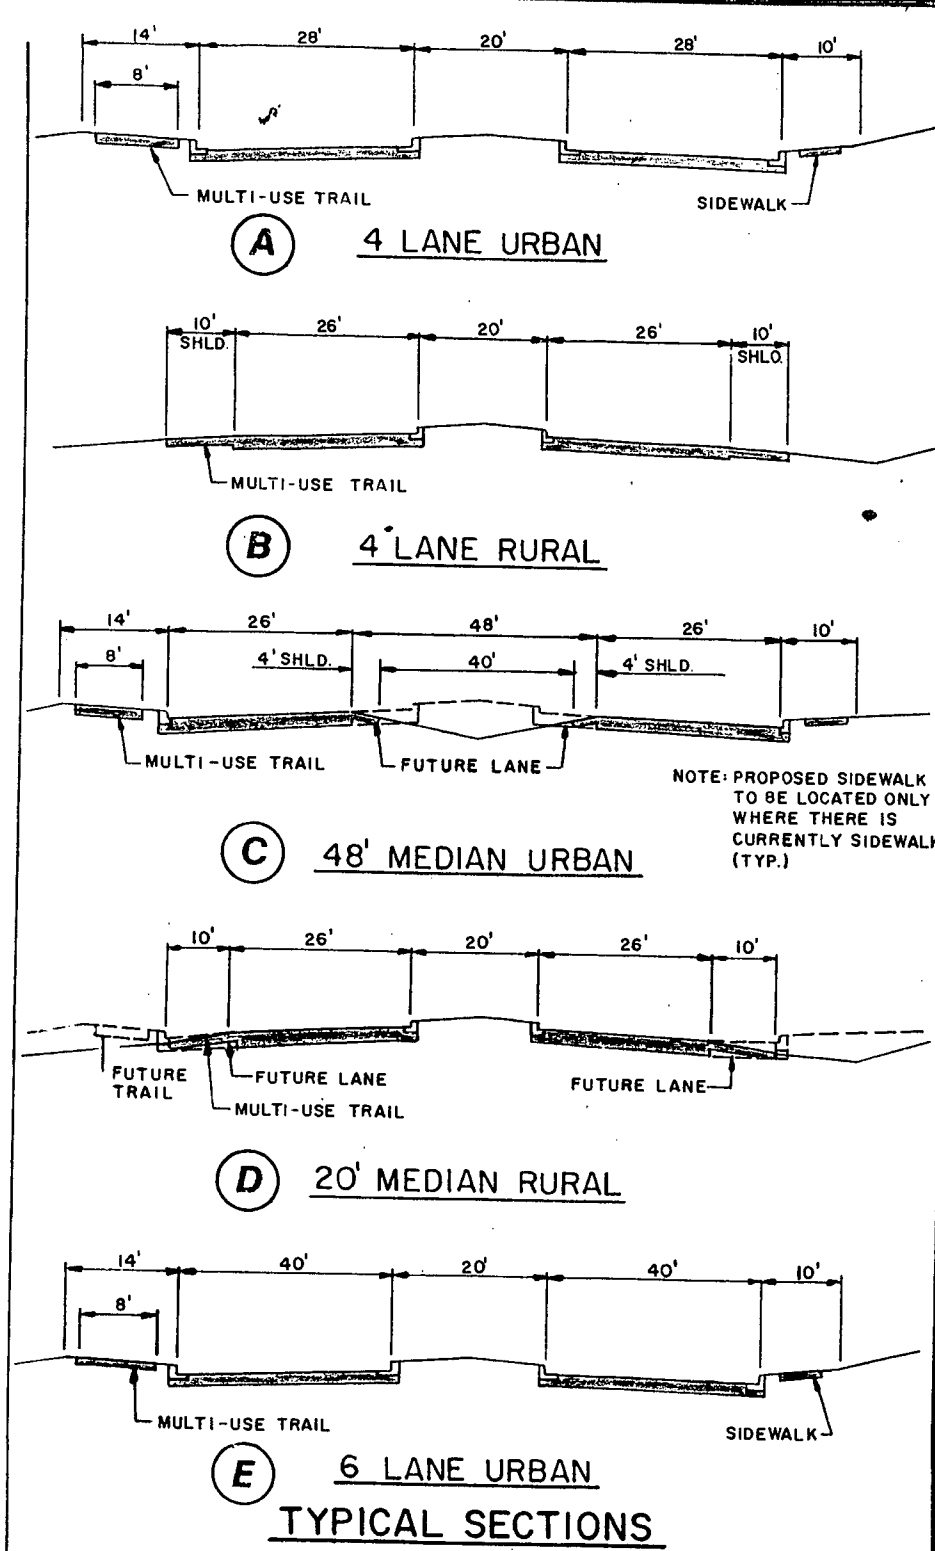 14' 28' 20' 28' 10'
8'
MULTI-USE TRAIL
SIDEWALK
A 4 LANE URBAN
10' 26' 20' 26' 10'
SHLD. SHLD.
MULTI-USE TRAIL
B 4 LANE RURAL
14' 26' 48' 26' 10'
8' 4' SHLD. 40' 4' SHLD.
MULTI-USE TRAIL FUTURE LANE
NOTE: PROPOSED SIDEWALK
TO BE LOCATED ONLY
WHERE THERE IS
CURRENTLY SIDEWALK
(TYP.)
C 48' MEDIAN URBAN
10' 26' 20' 26' 10'
FUTURE
TRAIL
FUTURE LANE
FUTURE LANE
MULTI-USE TRAIL
D 20' MEDIAN RURAL
14' 40' 20' 40' 10'
8'
MULTI-USE TRAIL
SIDEWALK
E 6 LANE URBAN
TYPICAL SECTIONS